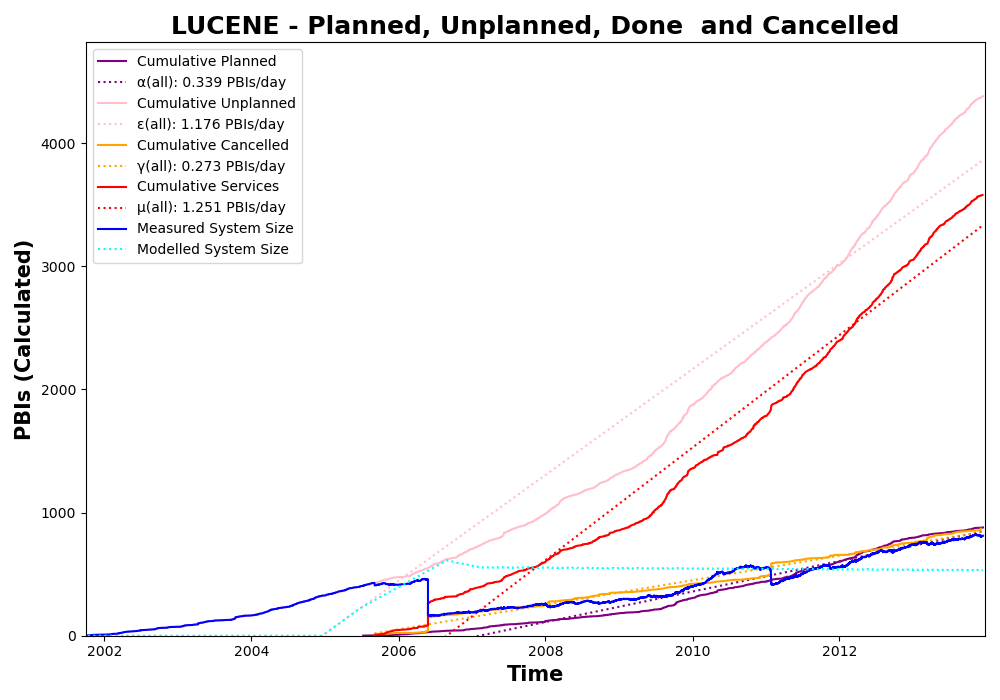 LUCENE - Planned, Unplanned, Done  and Cancelled
Cumulative Planned
α(all): 0.339 PBIs/day
Cumulative Unplanned
ε(all): 1.176 PBIs/day
Cumulative Cancelled
γ(all): 0.273 PBIs/day
Cumulative Services
μ(all): 1.251 PBIs/day
Measured System Size
Modelled System Size
PBIs (Calculated)
4000
3000
2000
1000
0
2002
2004
2006
2008
2010
2012
Time